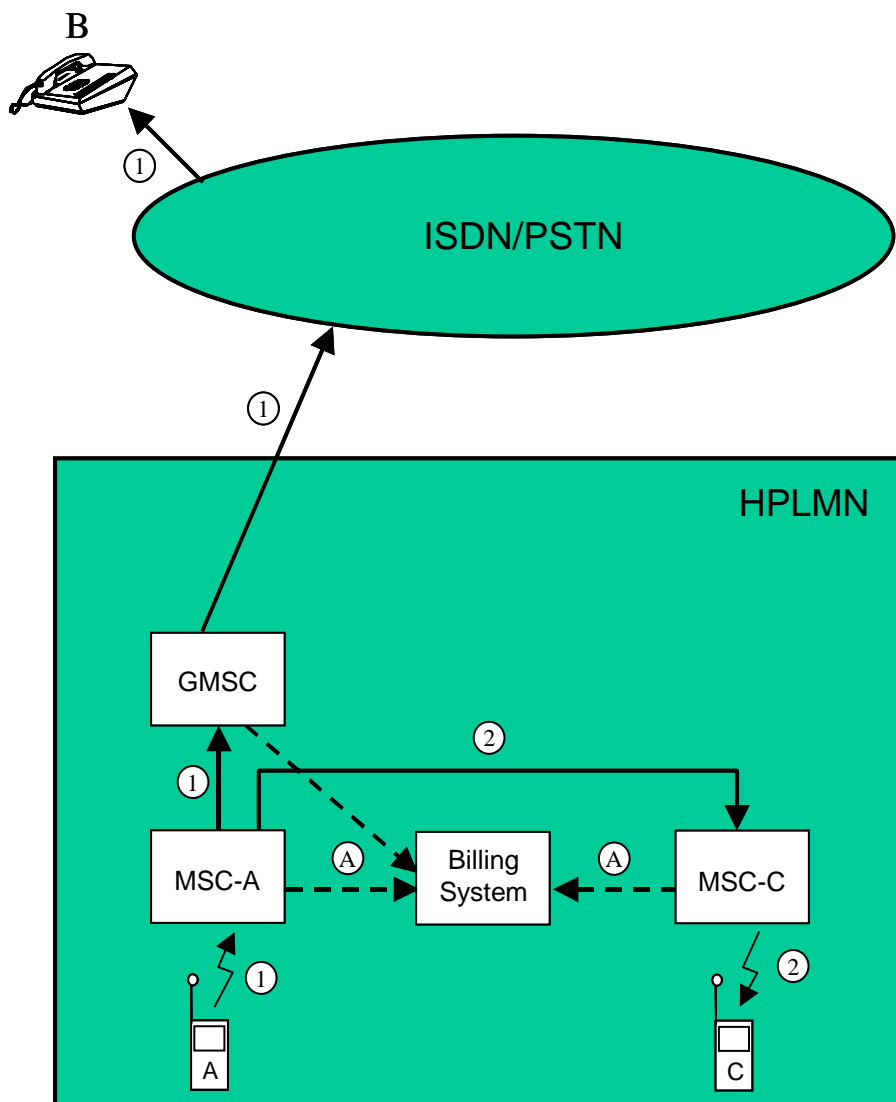 B
1
ISDN/PSTN
1
HPLMN
GMSC
2
1
MSC-A
A
Billing
System
A
MSC-C
1
2
A
C